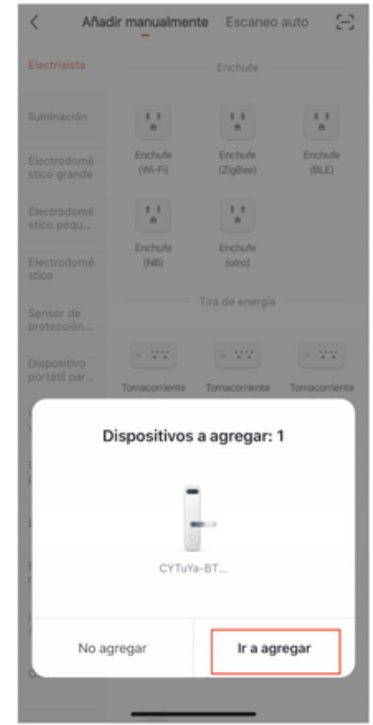 Añadir manualmente Escaneo auto
Electrisista
Enchufe
Iluminación
Electrodomé
stico grande
Enchufe
(Wi-Fi)
Enchufe
(ZigBee)
Enchufe
(BLE)
Electrodomé
stico pequ...
Enchufe
(NB)
Enchufe
(otro)
Electrodomé
stico
Tira de energía
Sensor de
protección...
Dispositivo
portátil par...
Tomacorriente Tomacorriente Tomacorriente
Dispositivos a agregar: 1
CYTuYa-BT...
No agregar
Ir a agregar